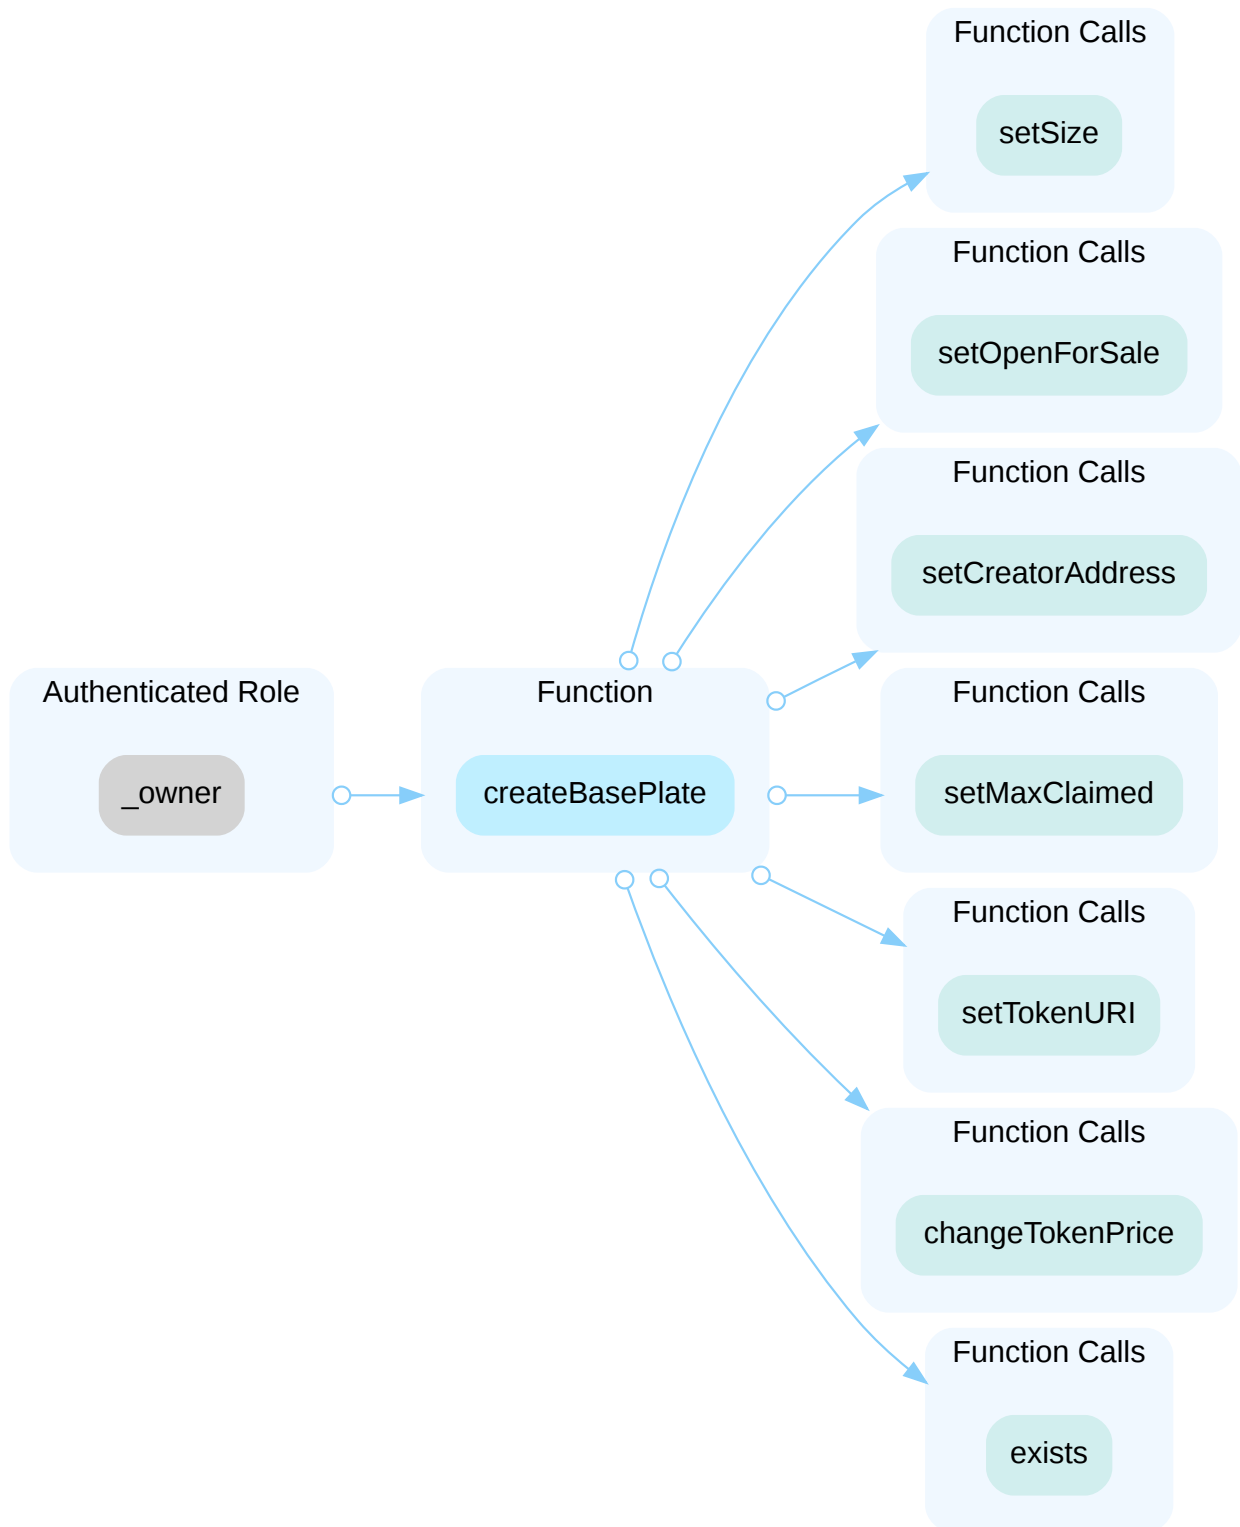 Function Calls
setSize
Function Calls
setOpenForSale
Function Calls
setCreatorAddress
Authenticated Role
_owner
Function
createBasePlate
Function Calls
setMaxClaimed
Function Calls
setTokenURI
Function Calls
changeTokenPrice
Function Calls
exists